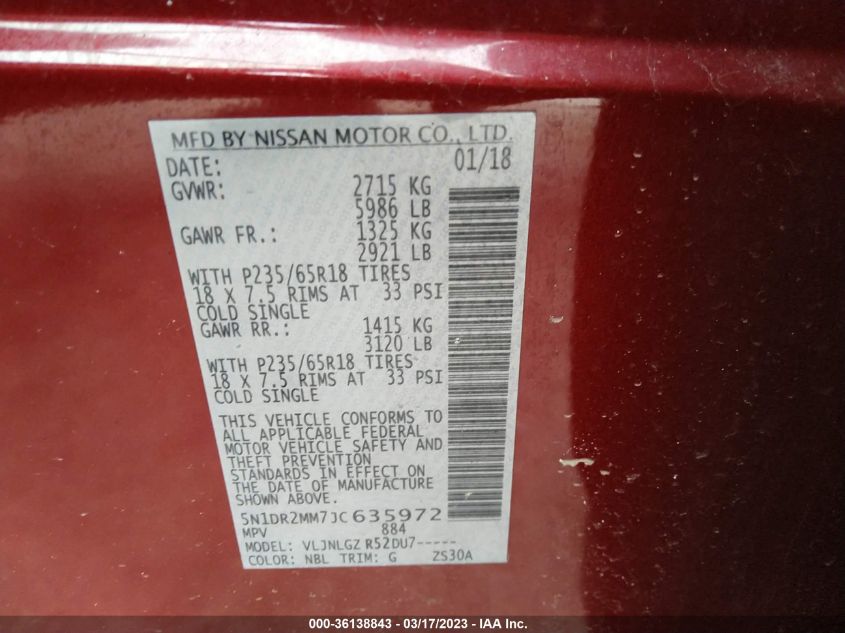 MFD BY NISSAN MOTOR CO., LTD.
DATE: 01/18
GVWR: 2715 KG
5986 LB
GAWR FR.: 1325 KG
2921 LB
WITH P235/65R18 TIRES
18 X 7.5 RIMS AT 33 PSI
COLD SINGLE
GAWR RR.: 1415 KG
3120 LB
WITH P235/65R18 TIRES
18 X 7.5 RIMS AT 33 PSI
COLD SINGLE
THIS VEHICLE CONFORMS TO
ALL APPLICABLE FEDERAL
MOTOR VEHICLE SAFETY AND
THEFT PREVENTION
STANDARDS IN EFFECT ON
THE DATE OF MANUFACTURE
SHOWN ABOVE.
5N1DR2MM7JC635972
MPV 884
MODEL: VLJNLGZ R52DU7-----
COLOR: NBL TRIM: G ZS30A
000-36138843 / 03/17/2023 - IAA Inc.